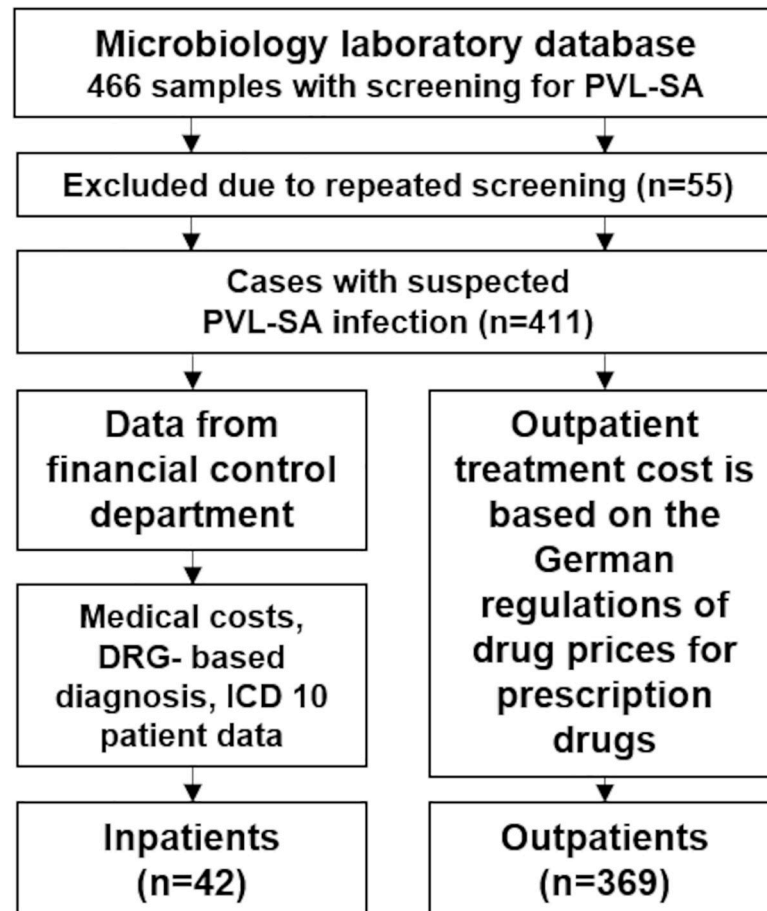 Microbiology laboratory database
466 samples with screening for PVL-SA
Excluded due to repeated screening (n=55)
Cases with suspected
PVL-SA infection (n=411)
Data from
financial control
department
Medical costs,
DRG- based
diagnosis, ICD 10
patient data
Inpatients
(n=42)
Outpatient
treatment cost is
based on the
German
regulations of
drug prices for
prescription
drugs
Outpatients
(n=369)